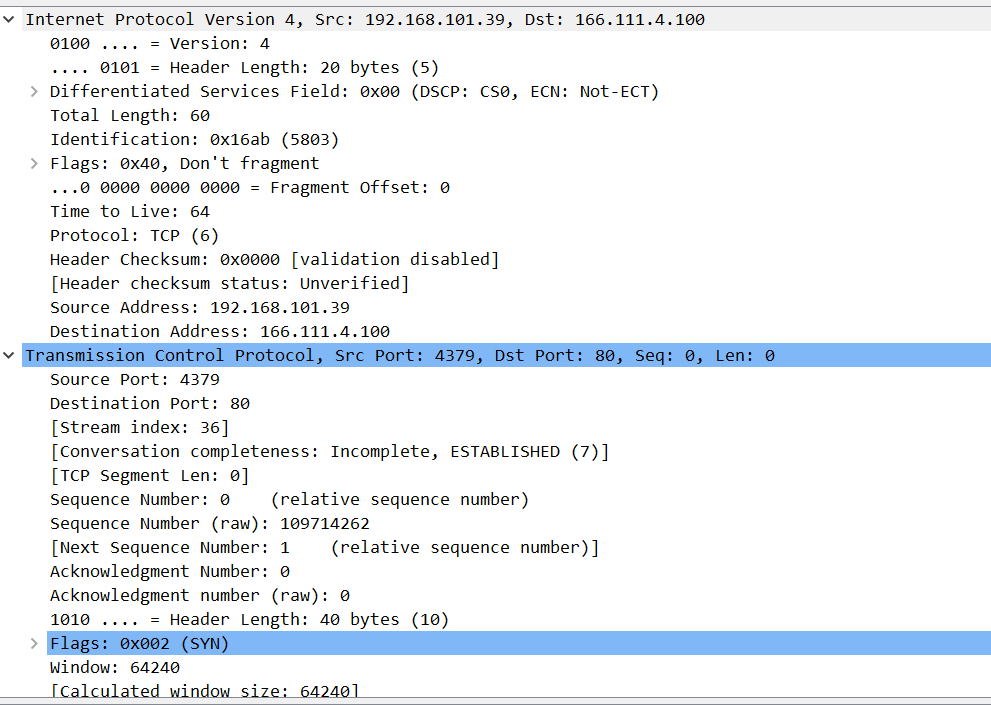 Internet Protocol Version 4, Src: 192.168.101.39, Dst: 166.111.4.100
0100 .... = Version: 4
.... 0101 = Header Length: 20 bytes (5)
Differentiated Services Field: 0x00 (DSCP: CS0, ECN: Not-ECT)
Total Length: 60
Identification: 0x16ab (5803)
Flags: 0x40, Don't fragment
...0 0000 0000 0000 = Fragment Offset: 0
Time to Live: 64
Protocol: TCP (6)
Header Checksum: 0x0000 [validation disabled]
[Header checksum status: Unverified]
Source Address: 192.168.101.39
Destination Address: 166.111.4.100
Transmission Control Protocol, Src Port: 4379, Dst Port: 80, Seq: 0, Len: 0
Source Port: 4379
Destination Port: 80
[Stream index: 36]
[Conversation completeness: Incomplete, ESTABLISHED (7)]
[TCP Segment Len: 0]
Sequence Number: 0    (relative sequence number)
Sequence Number (raw): 109714262
[Next Sequence Number: 1    (relative sequence number)]
Acknowledgment Number: 0
Acknowledgment number (raw): 0
1010 .... = Header Length: 40 bytes (10)
Flags: 0x002 (SYN)
Window: 64240
[Calculated window size: 64240]